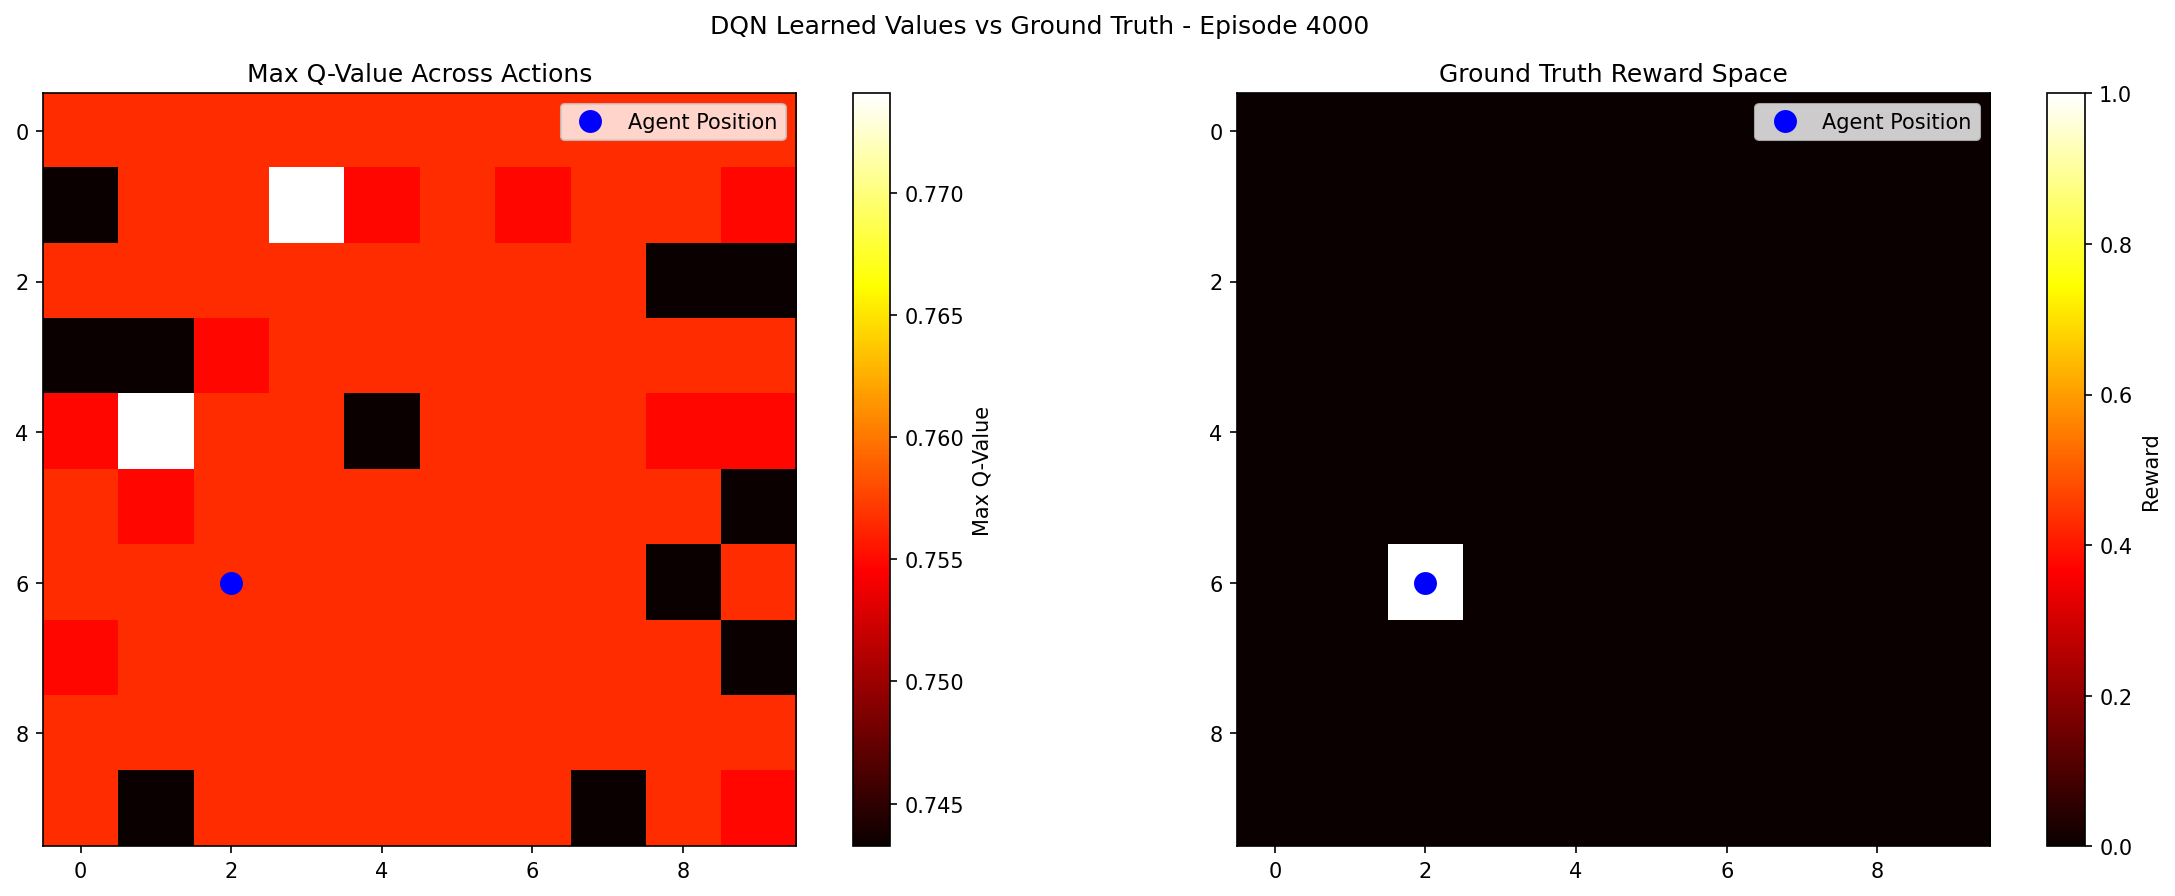 DQN Learned Values vs Ground Truth - Episode 4000
Max Q-Value Across Actions
Agent Position
0
2
4
6
8
0 2 4 6 8
0.770
0.765
0.760
0.755
0.750
0.745
Max Q-Value
Ground Truth Reward Space
Agent Position
0
2
4
6
8
0 2 4 6 8
1.0
0.8
0.6
0.4
0.2
0.0
Reward